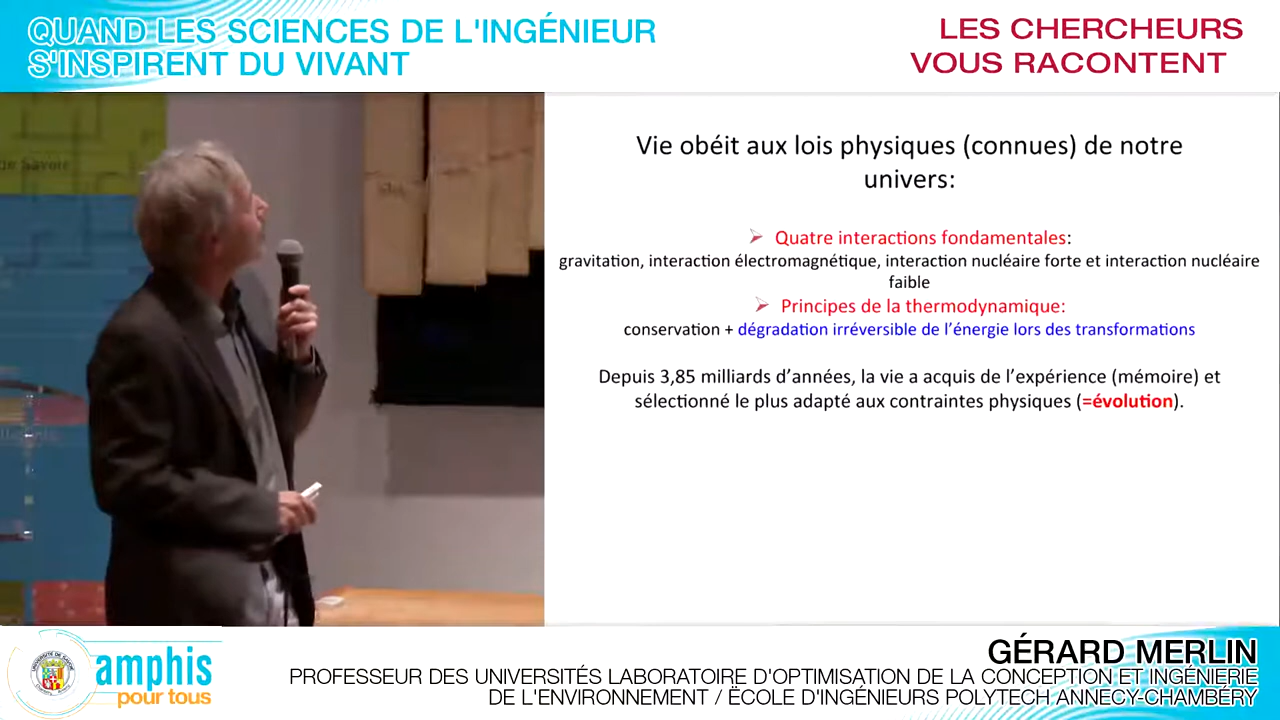 QUAND LES SCIENCES DE L'INGÉNIEUR
S'INSPIRENT DU VIVANT
LES CHERCHEURS
VOUS RACONTENT
de Savoie
Vie obéit aux lois physiques (connues) de notre
univers:
➢ Quatre interactions fondamentales:
gravitation, interaction électromagnétique, interaction nucléaire forte et interaction nucléaire
faible
➢ Principes de la thermodynamique:
conservation + dégradation irréversible de l'énergie lors des transformations
Depuis 3,85 milliards d'années, la vie a acquis de l'expérience (mémoire) et
sélectionné le plus adapté aux contraintes physiques (=évolution).
amphis
pour tous
GÉRARD MERLIN
PROFESSEUR DES UNIVERSITÉS LABORATOIRE D'OPTIMISATION DE LA CONCEPTION ET INGÉNIERIE
DE L'ENVIRONNEMENT / ËCOLE D'INGÉNIEURS POLYTECH ANNECY-CHAMBÉRY